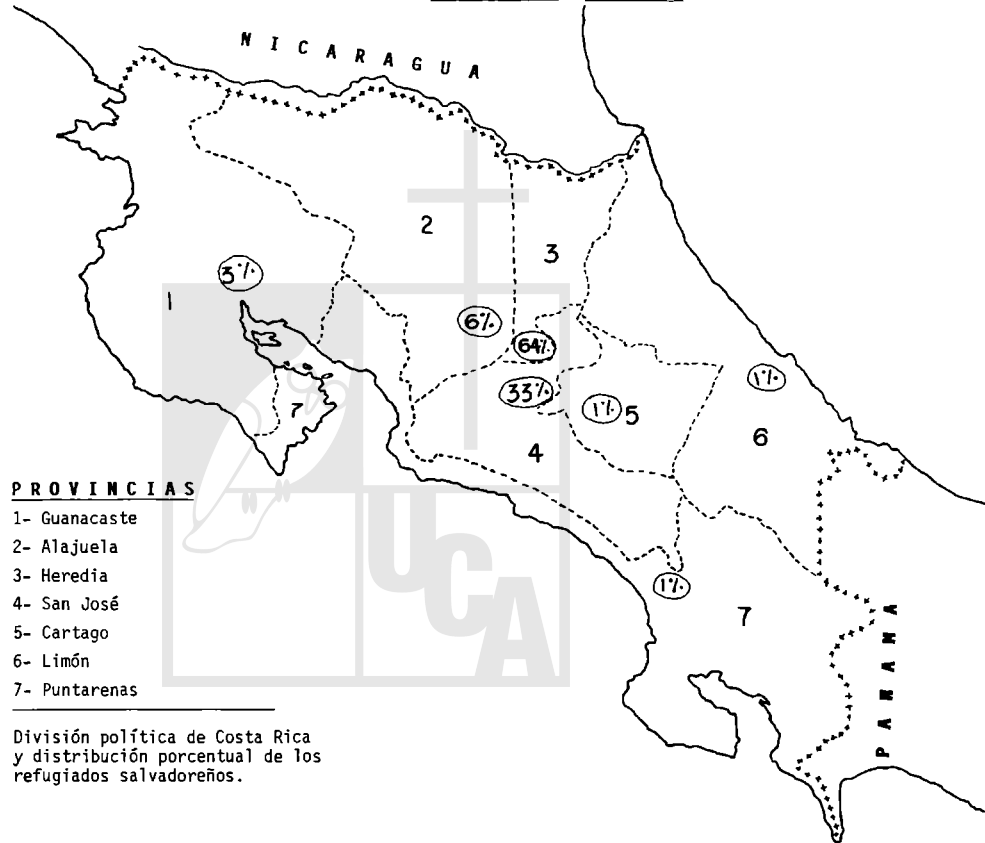 NICARAGUA
2
3
3%
1
6%
64%
1%
33%
1%
5
7
6
4
PROVINCIAS
1- Guanacaste
2- Alajuela
3- Heredia
4- San José
5- Cartago
6- Limón
7- Puntarenas
1%
7
PANAMA
UCA
División política de Costa Rica
y distribución porcentual de los
refugiados salvadoreños.